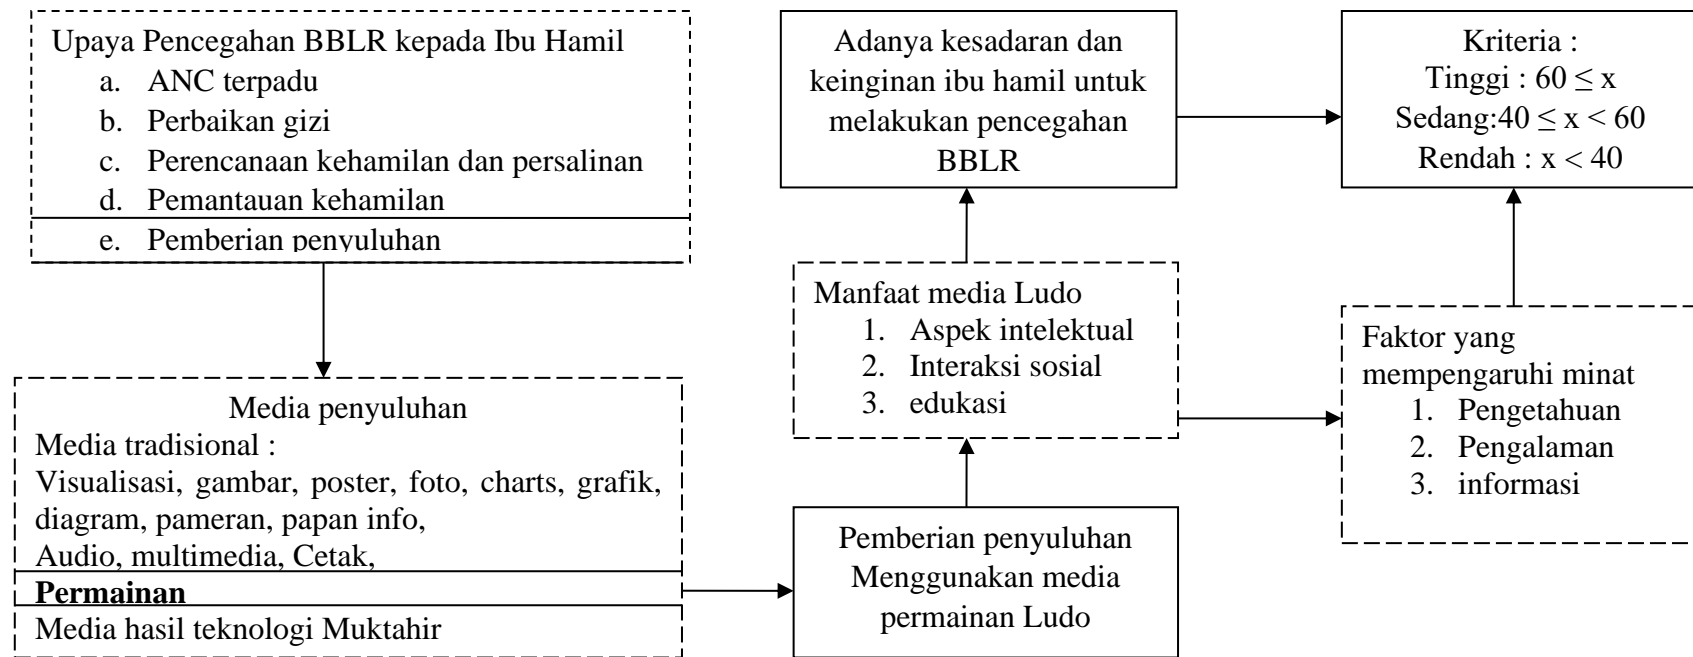 Upaya Pencegahan BBLR kepada Ibu Hamil
a. ANC terpadu
b. Perbaikan gizi
c. Perencanaan kehamilan dan persalinan
d. Pemantauan kehamilan
e. Pemberian penyuluhan
Media penyuluhan
Media tradisional :
Visualisasi, gambar, poster, foto, charts, grafik,
diagram, pameran, papan info,
Audio, multimedia, Cetak,
Permainan
Media hasil teknologi Muktahir
Pemberian penyuluhan
Menggunakan media
permainan Ludo
Manfaat media Ludo
1. Aspek intelektual
2. Interaksi sosial
3. edukasi
Adanya kesadaran dan
keinginan ibu hamil untuk
melakukan pencegahan
BBLR
Faktor yang
mempengaruhi minat
1. Pengetahuan
2. Pengalaman
3. informasi
Kriteria :
Tinggi : 60 ≤ x
Sedang:40 ≤ x < 60
Rendah : x < 40